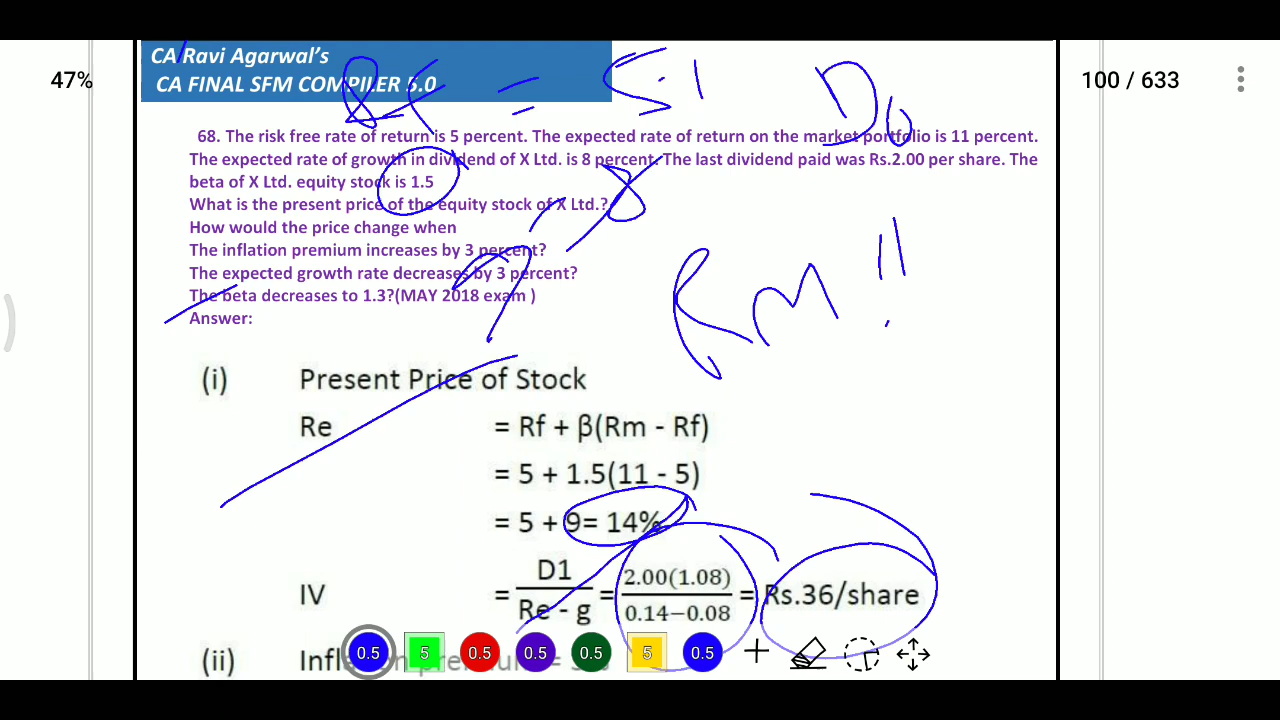 CA Ravi Agarwal's
47%
CA FINAL SFM COMPILER 6.0
100 / 633
68. The risk free rate of return is 5 percent. The expected rate of return on the market portfolio is 11 percent.
The expected rate of growth in dividend of X Ltd. is 8 percent. The last dividend paid was Rs.2.00 per share. The
beta of X Ltd. equity stock is 1.5
What is the present price of the equity stock of X Ltd.?
How would the price change when
The inflation premium increases by 3 percent?
The expected growth rate decreases by 3 percent?
The beta decreases to 1.3?(MAY 2018 exam )
Answer:
D0
8
Rm !!
(i) Present Price of Stock
Re = Rf + β(Rm - Rf)
= 5 + 1.5(11 - 5)
= 5 + 9= 14%
IV = D1 / Re - g = 2.00(1.08) / 0.14−0.08 = Rs.36/share
(ii)
0.5 5 0.5 0.5 0.5 5 0.5